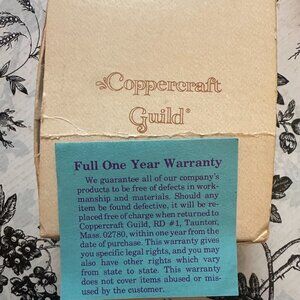 Coppercraft
Guild®
Full One Year Warranty
We guarantee all of our company's
products to be free of defects in work-
manship and materials. Should any
item be found defective, it will be re-
placed free of charge when returned to
Coppercraft Guild, RD #1, Taunton,
Mass. 02780, within one year from the
date of purchase. This warranty gives
you specific legal rights, and you may
also have other rights which vary
from state to state. This warranty
does not cover items abused or mis-
used by the customer.